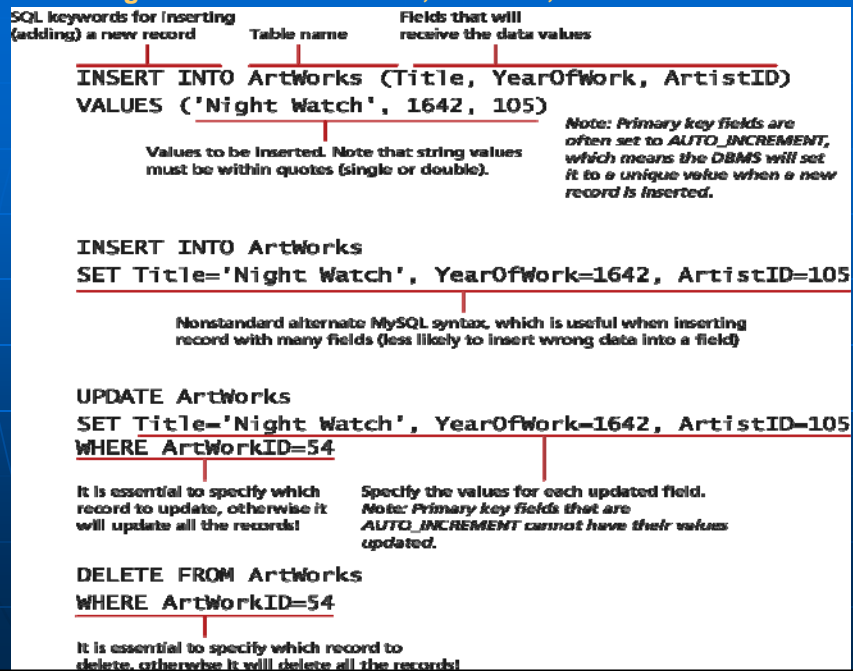 SQL keywords for inserting
(adding) a new record
Table name
Fields that will
receive the data values
INSERT INTO ArtWorks (Title, YearOfWork, ArtistID)
VALUES ('Night Watch', 1642, 105)
Values to be inserted. Note that string values
must be within quotes (single or double).
Note: Primary key fields are
often set to AUTO_INCREMENT,
which means the DBMS will set
it to a unique value when a new
record is inserted.
INSERT INTO ArtWorks
SET Title='Night Watch', YearOfWork=1642, ArtistID=105
Nonstandard alternate MySQL syntax, which is useful when inserting
record with many fields (less likely to insert wrong data into a field)
UPDATE ArtWorks
SET Title='Night Watch', YearOfWork=1642, ArtistID=105
WHERE ArtWorkID=54
It is essential to specify which
record to update, otherwise it
will update all the records!
Specify the values for each updated field.
Note: Primary key fields that are
AUTO_INCREMENT cannot have their values
updated.
DELETE FROM ArtWorks
WHERE ArtWorkID=54
It is essential to specify which record to
delete, otherwise it will delete all the records!